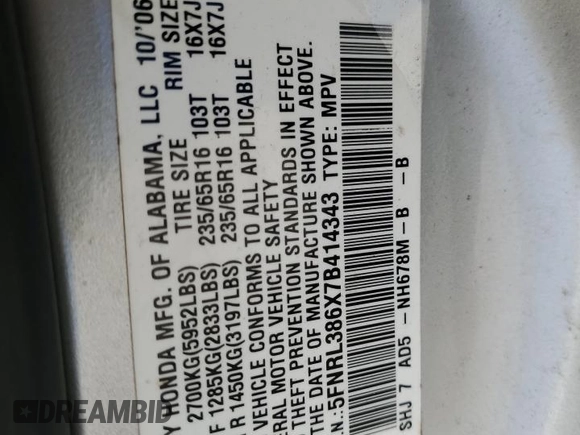 Y HONDA MFG. OF ALABAMA, LLC 10/'06
TIRE SIZE RIM SIZE
2700KG(5952LBS)
F 1285KG(2833LBS) 235/65R16 103T 16X7J
R 1450KG(3197LBS) 235/65R16 103T 16X7J
VEHICLE CONFORMS TO ALL APPLICABLE
ERAL MOTOR VEHICLE SAFETY
THEFT PREVENTION STANDARDS IN EFFECT
THE DATE OF MANUFACTURE SHOWN ABOVE.
.N.:5FNRL386X7B414343 TYPE: MPV
SHJ 7 AD5 -NH678M-B -B
BIDHISTORY